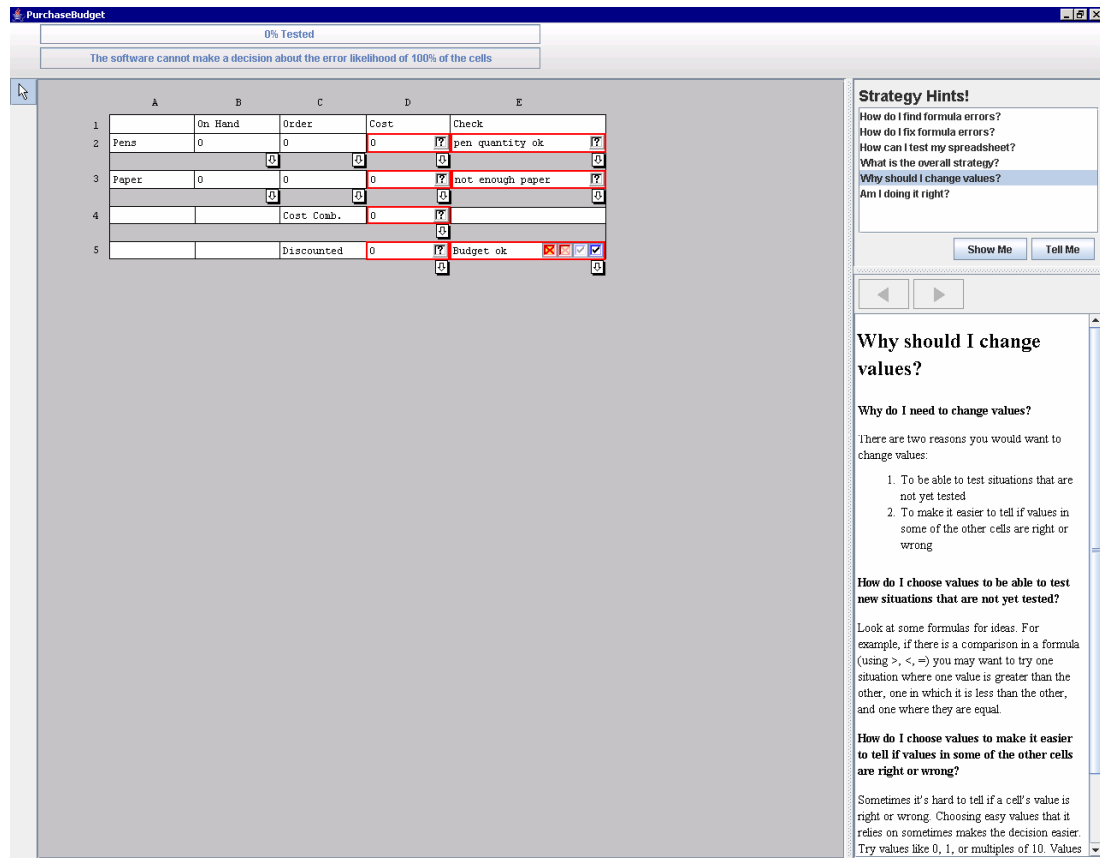 PurchaseBudget
0% Tested
The software cannot make a decision about the error likelihood of 100% of the cells
A B C D E
1 On Hand Order Cost Check
2 Pens 0 0 0 ? pen quantity ok ?
3 Paper 0 0 0 ? not enough paper ?
4 Cost Comb. 0 ?
5 Discounted 0 ? Budget ok
Strategy Hints!
How do I find formula errors?
How do I fix formula errors?
How can I test my spreadsheet?
What is the overall strategy?
Why should I change values?
Am I doing it right?
Show Me Tell Me
Why should I change
values?
Why do I need to change values?
There are two reasons you would want to
change values:
1. To be able to test situations that are
not yet tested
2. To make it easier to tell if values in
some of the other cells are right or
wrong
How do I choose values to be able to test
new situations that are not yet tested?
Look at some formulas for ideas. For
example, if there is a comparison in a formula
(using >, <, =) you may want to try one
situation where one value is greater than the
other, one in which it is less than the other,
and one where they are equal.
How do I choose values to make it easier
to tell if values in some of the other cells
are right or wrong?
Sometimes it's hard to tell if a cell's value is
right or wrong. Choosing easy values that it
relies on sometimes makes the decision easier.
Try values like 0, 1, or multiples of 10. Values